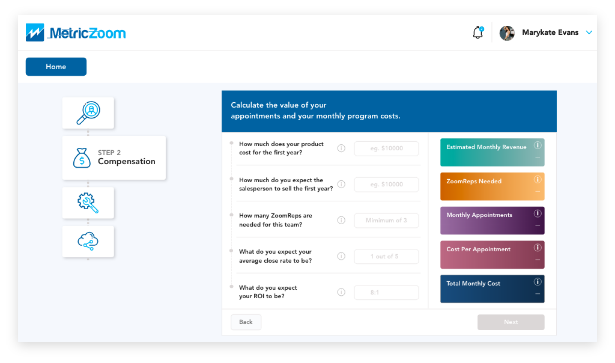 MetricZoom
Marykate Evans
Home
Calculate the value of your
appointments and your monthly program costs.
STEP 2
Compensation
How much does your product
cost for the first year?
eg. $10000
How much do you expect the
salesperson to sell the first year?
eg. $10000
How many ZoomReps are
needed for this team?
Minimum of 3
What do you expect your
average close rate to be?
1 out of 5
What do you expect
your ROI to be?
8:1
Estimated Monthly Revenue
--
ZoomReps Needed
--
Monthly Appointments
--
Cost Per Appointment
--
Total Monthly Cost
--
Back
Next